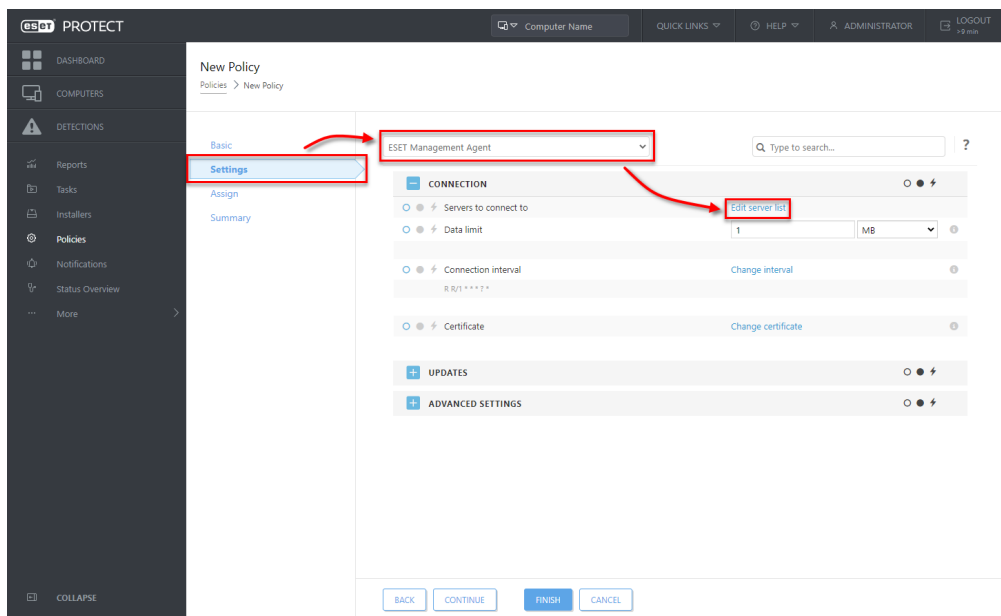 eset PROTECT
Computer Name
QUICK LINKS
HELP
ADMINISTRATOR
LOGOUT
>9 min
DASHBOARD
COMPUTERS
DETECTIONS
Reports
Tasks
Installers
Policies
Notifications
Status Overview
More
COLLAPSE
New Policy
Policies > New Policy
Basic
Settings
Assign
Summary
ESET Management Agent
Type to search...
?
CONNECTION
Servers to connect to
Edit server list
Data limit
1
MB
Connection interval
Change interval
R R/1 * * * ? *
Certificate
Change certificate
UPDATES
ADVANCED SETTINGS
BACK
CONTINUE
FINISH
CANCEL